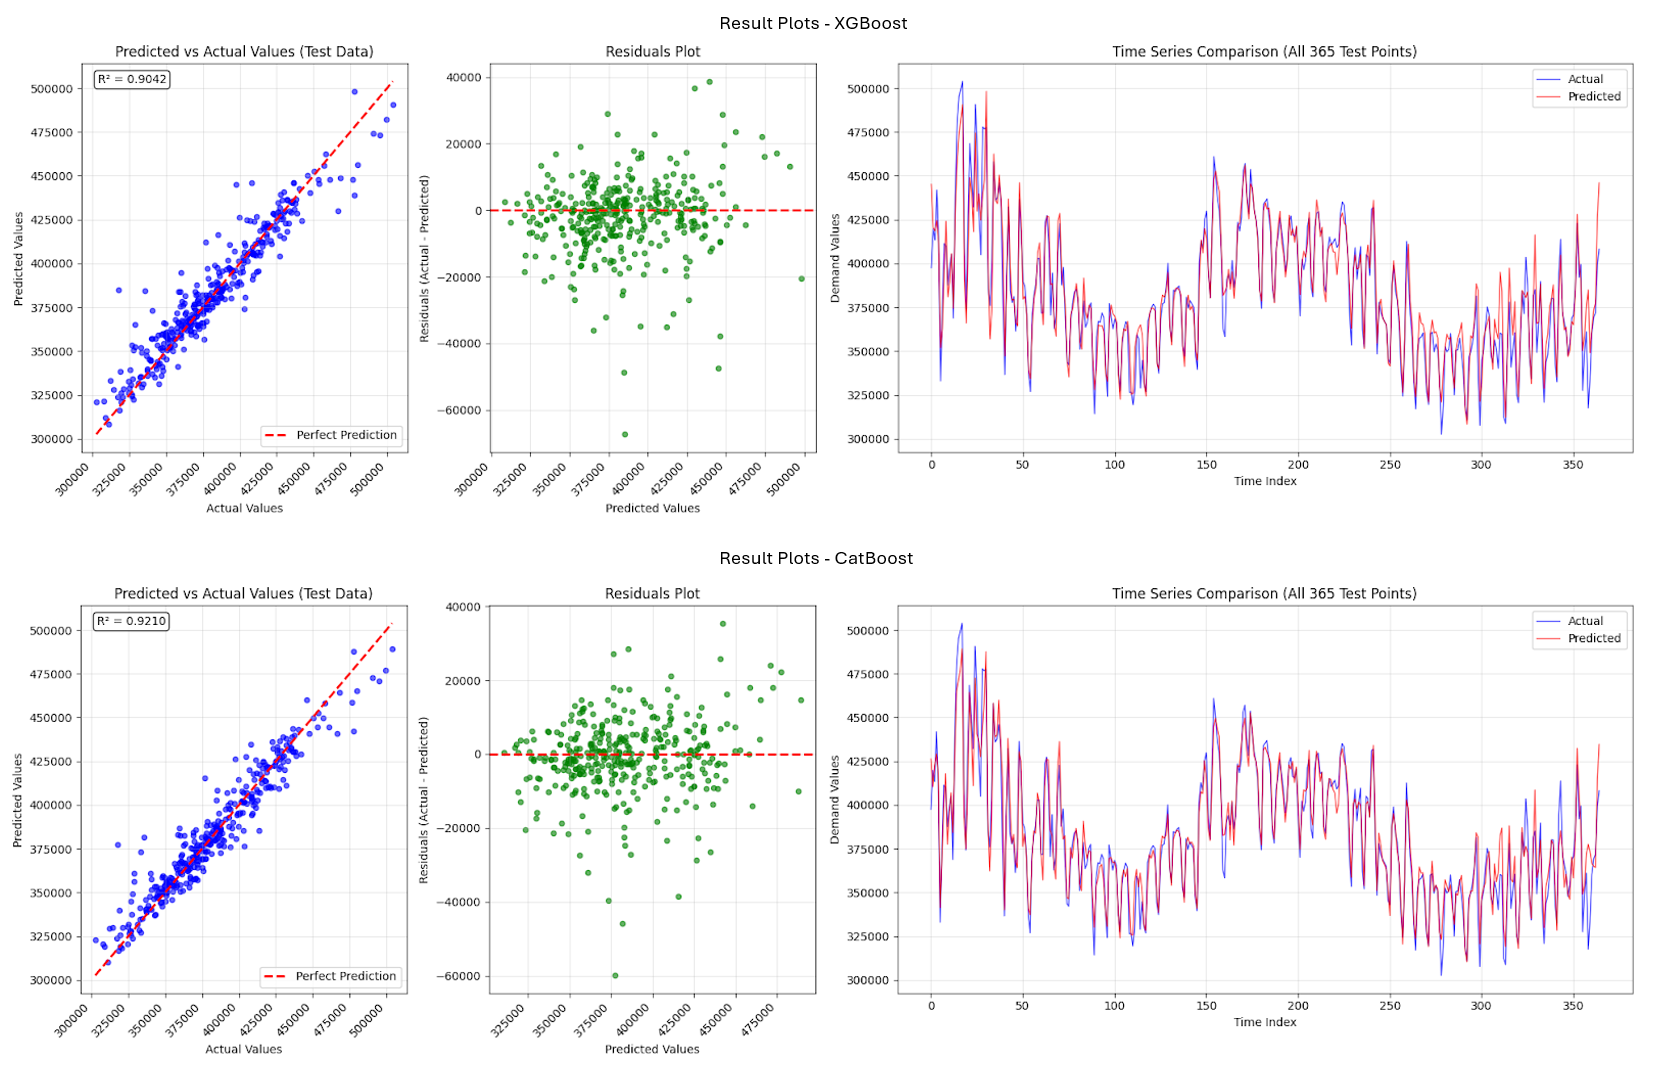 Result Plots - XGBoost
Predicted vs Actual Values (Test Data)
R² = 0.9042
Predicted Values
500000
475000
450000
425000
400000
375000
350000
325000
300000
Perfect Prediction
300000 325000 350000 375000 400000 425000 450000 475000 500000
Actual Values
Residuals Plot
Residuals (Actual - Predicted)
40000
20000
0
−20000
−40000
−60000
300000 325000 350000 375000 400000 425000 450000 475000 500000
Predicted Values
Time Series Comparison (All 365 Test Points)
Actual
Predicted
Demand Values
500000
475000
450000
425000
400000
375000
350000
325000
300000
0 50 100 150 200 250 300 350
Time Index
Result Plots - CatBoost
Predicted vs Actual Values (Test Data)
R² = 0.9210
Predicted Values
500000
475000
450000
425000
400000
375000
350000
325000
300000
Perfect Prediction
300000 325000 350000 375000 400000 425000 450000 475000 500000
Actual Values
Residuals Plot
Residuals (Actual - Predicted)
40000
20000
0
−20000
−40000
−60000
325000 350000 375000 400000 425000 450000 475000
Predicted Values
Time Series Comparison (All 365 Test Points)
Actual
Predicted
Demand Values
500000
475000
450000
425000
400000
375000
350000
325000
300000
0 50 100 150 200 250 300 350
Time Index